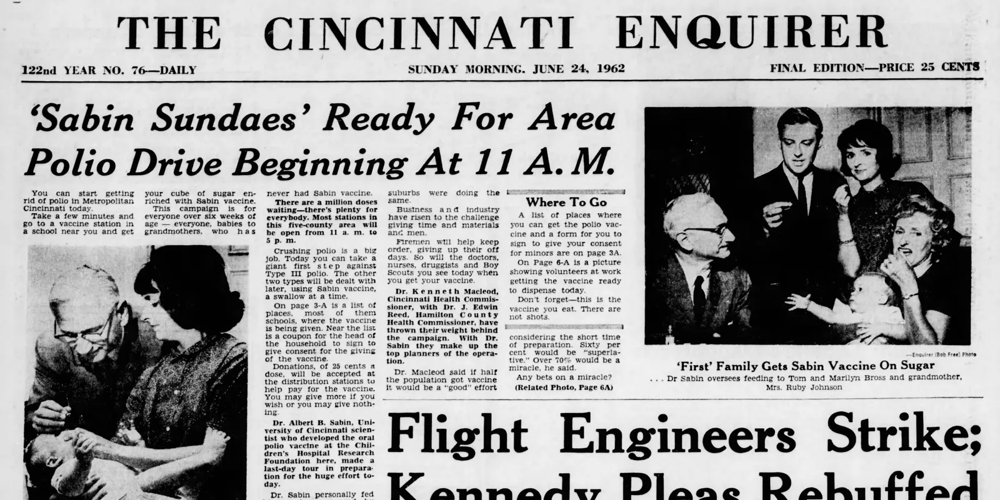 THE CINCINNATI ENQUIRER
122nd YEAR NO. 76—DAILY
SUNDAY MORNING. JUNE 24, 1962
FINAL EDITION—PRICE 25 CENTS
‘Sabin Sundaes’ Ready For Area
Polio Drive Beginning At 11 A. M.
You can start getting
rid of polio in Metropolitan
Cincinnati today.
Take a few minutes and
go to a vaccine station in
a school near you and get
your cube of sugar en-
riched with Sabin vaccine.
This campaign is for
everyone over six weeks of
age — everyone, babies to
grandmothers, who has
never had Sabin vaccine.
There are a million doses
waiting—there's plenty for
everybody. Most stations in
this five-county area will
be open from 11 a. m. to
5 p. m.
Crushing polio is a big
job. Today you can take a
giant first step against
Type III polio. The other
two types will be dealt with
later, using Sabin vaccine,
a swallow at a time.
On page 3-A is a list of
places, most of them
schools, where the vaccine
is being given. Near the list
is a coupon for the head of
the household to sign to
give consent for the giving
of the vaccine.
Donations, of 25 cents a
dose, will be accepted at
the distribution stations to
help pay for the vaccine.
You may give more if you
wish or you may give noth-
ing.
Dr. Albert B. Sabin, Uni-
versity of Cincinnati scien-
tist who developed the oral
polio vaccine at the Chil-
dren's Hospital Research
Foundation here, made a
last-day tour in prepara-
tion for the huge effort to-
day.
Dr. Sabin personally fed
suburbs were doing the
same.
Business and industry
have risen to the challenge
giving time and materials
and men.
Firemen will help keep
order, giving up their off
days. So will the doctors,
nurses, druggists and Boy
Scouts you see today when
you get your vaccine.
Dr. Kenneth Macleod,
Cincinnati Health Commis-
sioner, with Dr. J. Edwin
Reed, Hamilton County
Health Commissioner, have
thrown their weight behind
the campaign. With Dr.
Sabin they make up the
top planners of the opera-
tion.
Dr. Macleod said if half
the population got vaccine
it would be a "good" effort
Where To Go
A list of places where
you can get the polio vac-
cine and a form for you to
sign to give your consent
for minors are on page 3A.
On Page 6-A is a picture
showing volunteers at work
getting the vaccine ready
to dispense today.
Don't forget—this is the
vaccine you eat. There are
not shots.
considering the short time
of preparation. Sixty per
cent would be "superla-
tive." Over 70% would be a
miracle, he said.
Any bets on a miracle?
(Related Photo, Page 6A)
—Enquirer (Bob Free) Photo
‘First’ Family Gets Sabin Vaccine On Sugar
. . . Dr Sabin oversees feeding to Tom and Marilyn Bross and grandmother,
Mrs. Ruby Johnson
Flight Engineers Strike;
Kennedy Pleas Rebuffed